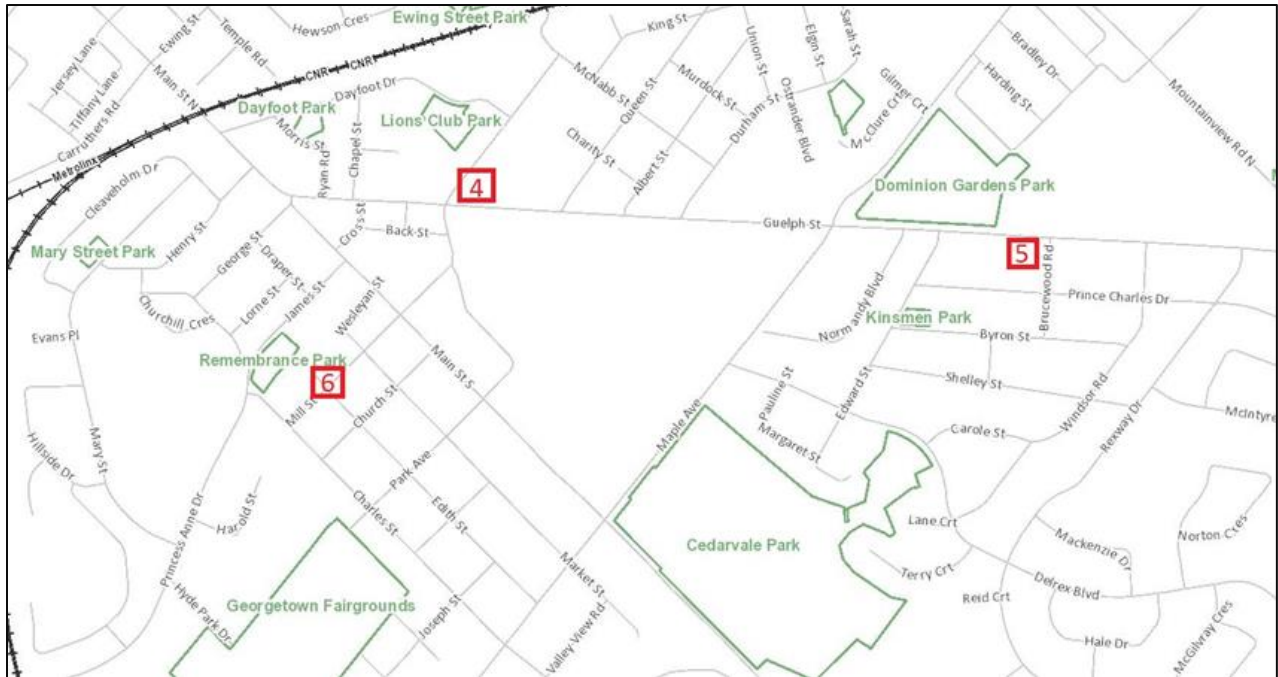 Ewing Street Park
Hewson Cres
King St
Sarah St
Elgin St
Union St
Ewing St
Temple Rd
Jersey Lane
Tiffany Lane
Carruthers Rd
Main St N
CNR
CNR
Metrolinx
Bradley Dr
Harding St
Mountainview Rd N
Gilmer Crt
McClure Crt
McNabb St
Queen St
Murdock St
Durham St
Ostrander Blvd
Dayfoot Dr
Dayfoot Park
Lions' Club Park
Morris St
Ryan Rd
Chapel St
Charity St
Albert St
4
Dominion Gardens Park
Cleaveholm Dr
Henry St
Mary Street Park
George St
Draper St
Cross St
Back St
Guelph St
5
Brucewood Rd
Churchill Cres
Lorne St
James St
Wesleyan St
Normandy Blvd
Prince Charles Dr
Kinsmen Park
Byron St
Evans Pl
Remembrance Park
6
Main St S
Mill St
Church St
Pauline St
Edward St
Shelley St
Windsor Rd
Rexway Dr
McIntyre
Maple Ave
Margaret St
Carole St
Hillside Dr
Mary St
Park Ave
Harold St
Charles St
Edith St
Princess Anne Dr
Cedarvale Park
Lane Crt
Terry Crt
Mackenzie Dr
Norton Cres
Market St
Delrex Blvd
Reid Crt
Hyde Park Dr
Georgetown Fairgrounds
Joseph St
Valley View Rd
Hale Dr
McGilvray Cres